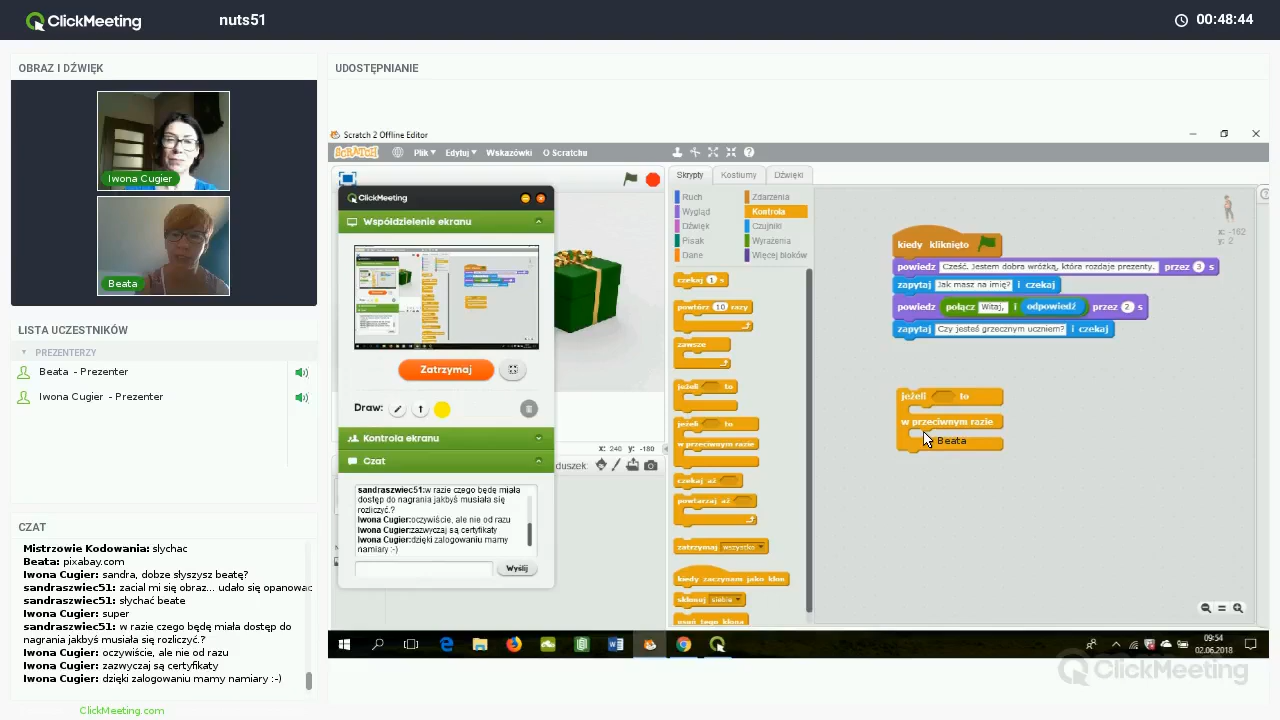 ClickMeeting
nuts51
00:48:44
OBRAZ I DŹWIĘK
Iwona Cugier
Beata
LISTA UCZESTNIKÓW
PREZENTERZY
Beata - Prezenter
Iwona Cugier - Prezenter
CZAT
Mistrzowie Kodowania: slychac
Beata: pixabay.com
Iwona Cugier: sandra, dobze słyszysz beatę?
sandraszwiec51: zacial mi się obraz... udało się opanować
sandraszwiec51: słychać beate
Iwona Cugier: super
sandraszwiec51: w razie czego będę miała dostęp do
nagrania jakbyś musiała się rozliczyć.?
Iwona Cugier: oczywiście, ale nie od razu
Iwona Cugier: zazwyczaj są certyfikaty
Iwona Cugier: dzięki zalogowaniu mamy namiary :-)
ClickMeeting.com
UDOSTĘPNIANIE
Scratch 2 Offline Editor
SCRATCH
Plik
Edytuj
Wskazówki
O Scratchu
ClickMeeting
Współdzielenie ekranu
Zatrzymaj
Draw:
Kontrola ekranu
Czat
sandraszwiec51:w razie czego będę miała
dostęp do nagrania jakbyś musiała się
rozliczyć.?
Iwona Cugier:oczywiście, ale nie od razu
Iwona Cugier:zazwyczaj są certyfikaty
Iwona Cugier:dzięki zalogowaniu mamy
namiary :-)
Wyślij
x: 240 y: -180
duszek:
Skrypty
Kostiumy
Dźwięki
Ruch
Zdarzenia
Wygląd
Kontrola
Dźwięk
Czujniki
Pisak
Wyrażenia
Dane
Więcej bloków
czekaj 1 s
powtórz 10 razy
zawsze
jeżeli to
jeżeli to
w przeciwnym razie
czekaj aż
powtarzaj aż
zatrzymaj wszystko
kiedy zaczynam jako klon
sklonuj siebie
usuń tego klona
x: -162
y: 2
kiedy kliknięto
powiedz Cześć. Jestem dobra wróżką, która rozdaje prezenty. przez 3 s
zapytaj Jak masz na imię? i czekaj
powiedz połącz Witaj, i odpowiedź przez 2 s
zapytaj Czy jesteś grzecznym uczniem? i czekaj
jeżeli to
w przeciwnym razie
Beata
09:54
02.06.2018
ClickMeeting